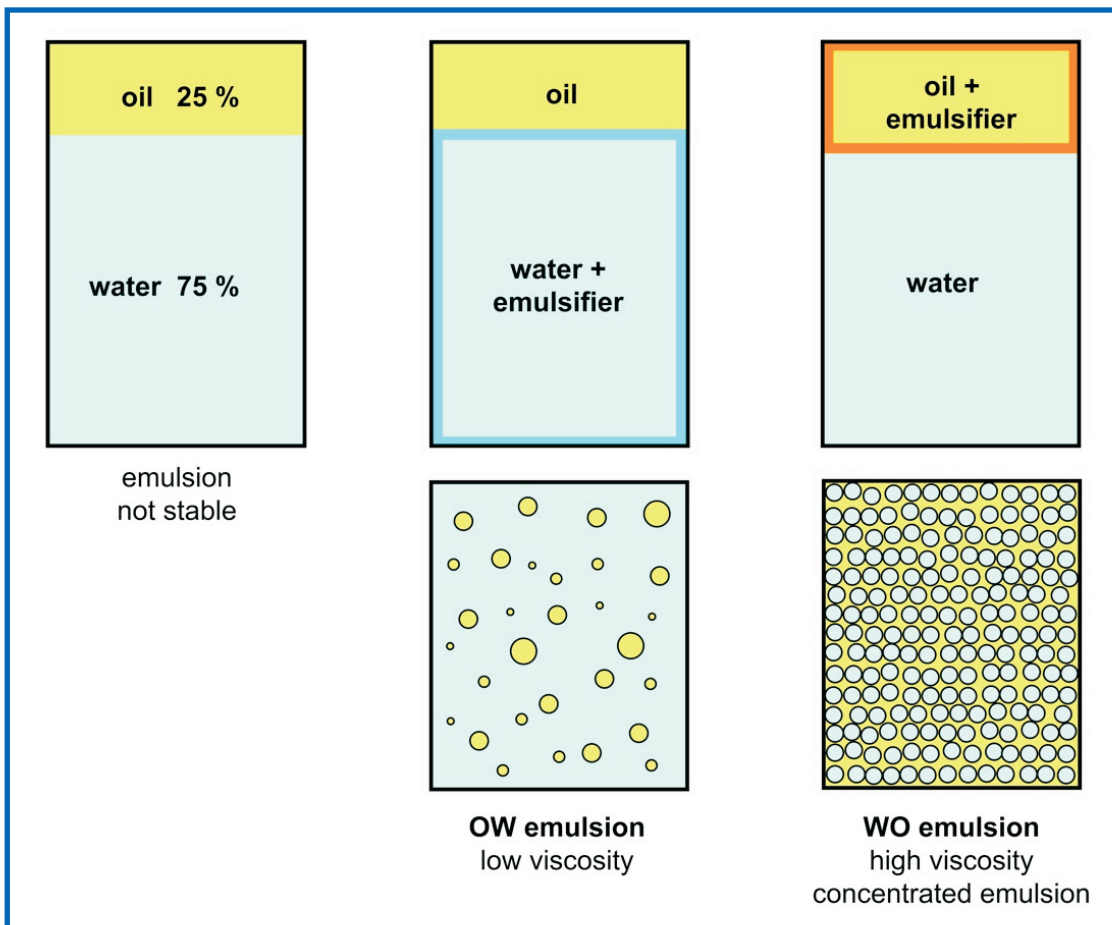 oil 25 %
water 75 %
emulsion
not stable
oil
water +
emulsifier
OW emulsion
low viscosity
oil +
emulsifier
water
WO emulsion
high viscosity
concentrated emulsion